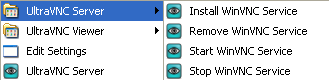 UltraVNC Server
UltraVNC Viewer
Edit Settings
UltraVNC Server
Install WinVNC Service
Remove WinVNC Service
Start WinVNC Service
Stop WinVNC Service